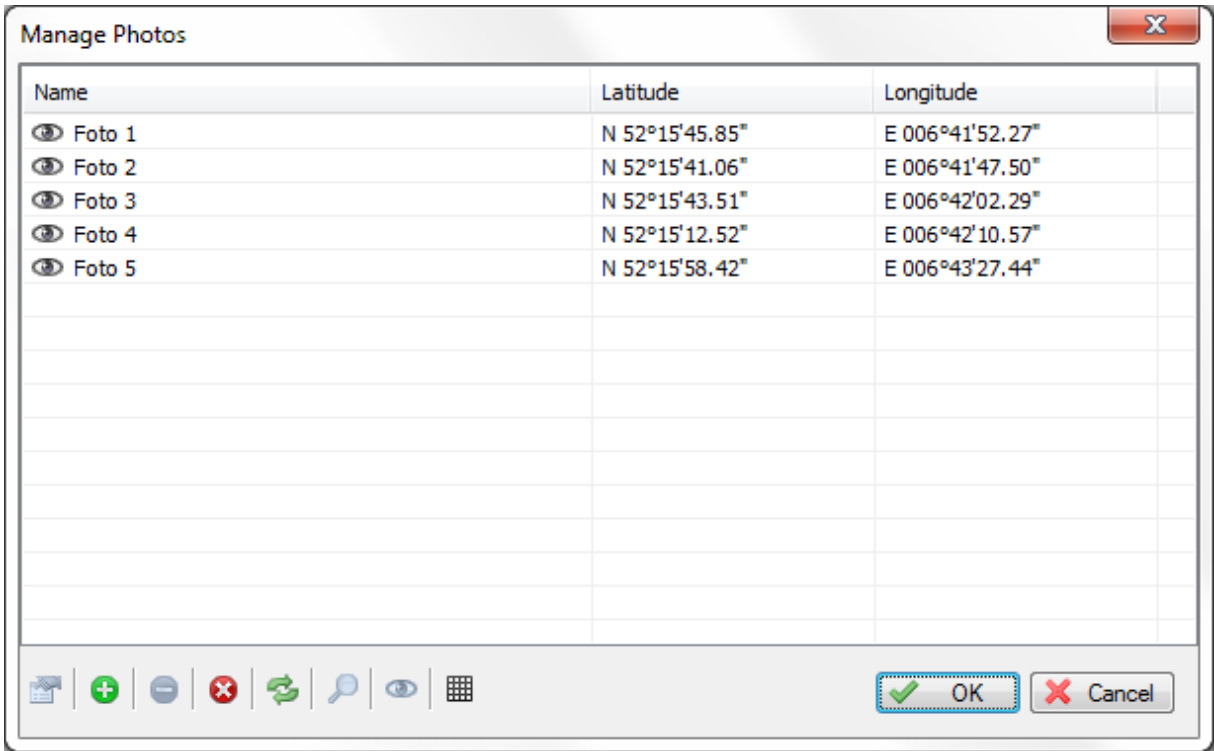 Manage Photos
Name Latitude Longitude
Foto 1 N 52°15'45.85" E 006°41'52.27"
Foto 2 N 52°15'41.06" E 006°41'47.50"
Foto 3 N 52°15'43.51" E 006°42'02.29"
Foto 4 N 52°15'12.52" E 006°42'10.57"
Foto 5 N 52°15'58.42" E 006°43'27.44"
OK Cancel